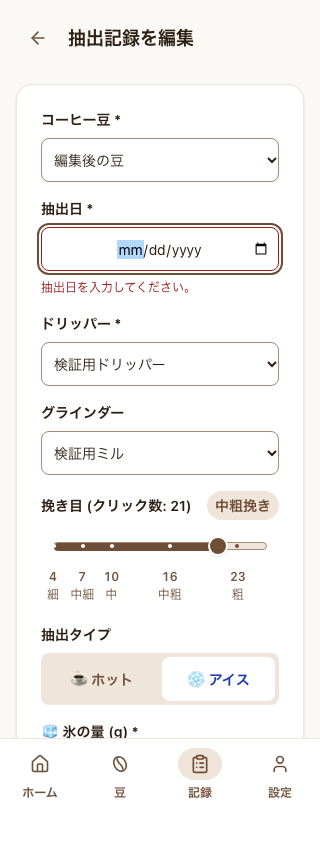 抽出記録を編集
コーヒー豆 *
編集後の豆
抽出日 *
mm/dd/yyyy
抽出日を入力してください。
ドリッパー *
検証用ドリッパー
グラインダー
検証用ミル
挽き目 (クリック数: 21) 中粗挽き
4 7 10 16 23
細 中細 中 中粗 粗
抽出タイプ
ホット アイス
氷の量 (g) *
ホーム 豆 記録 設定